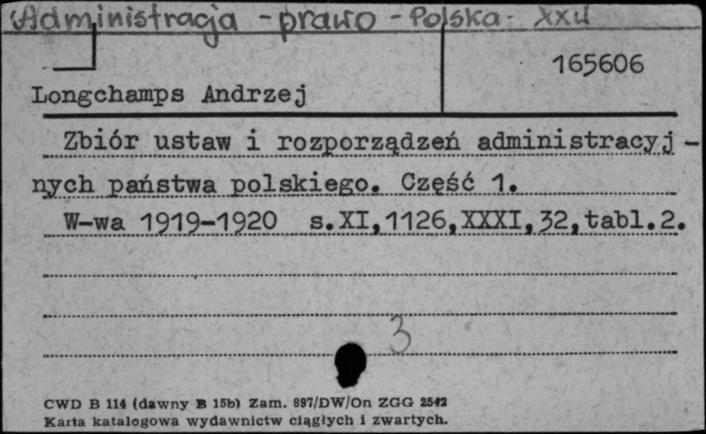 Administracja - prawo - Polska - XXw
165606
Longchamps Andrzej
Zbiór ustaw i rozporządzeń administracyj-
nych państwa polskiego. Część 1.
W-wa 1919-1920 s.XI,1126,XXXI,32,tabl.2.
3
CWD B 114 (dawny B 15b) Zam. 897/DW/On ZGG 2542
Karta katalogowa wydawnictw ciągłych i zwartych.